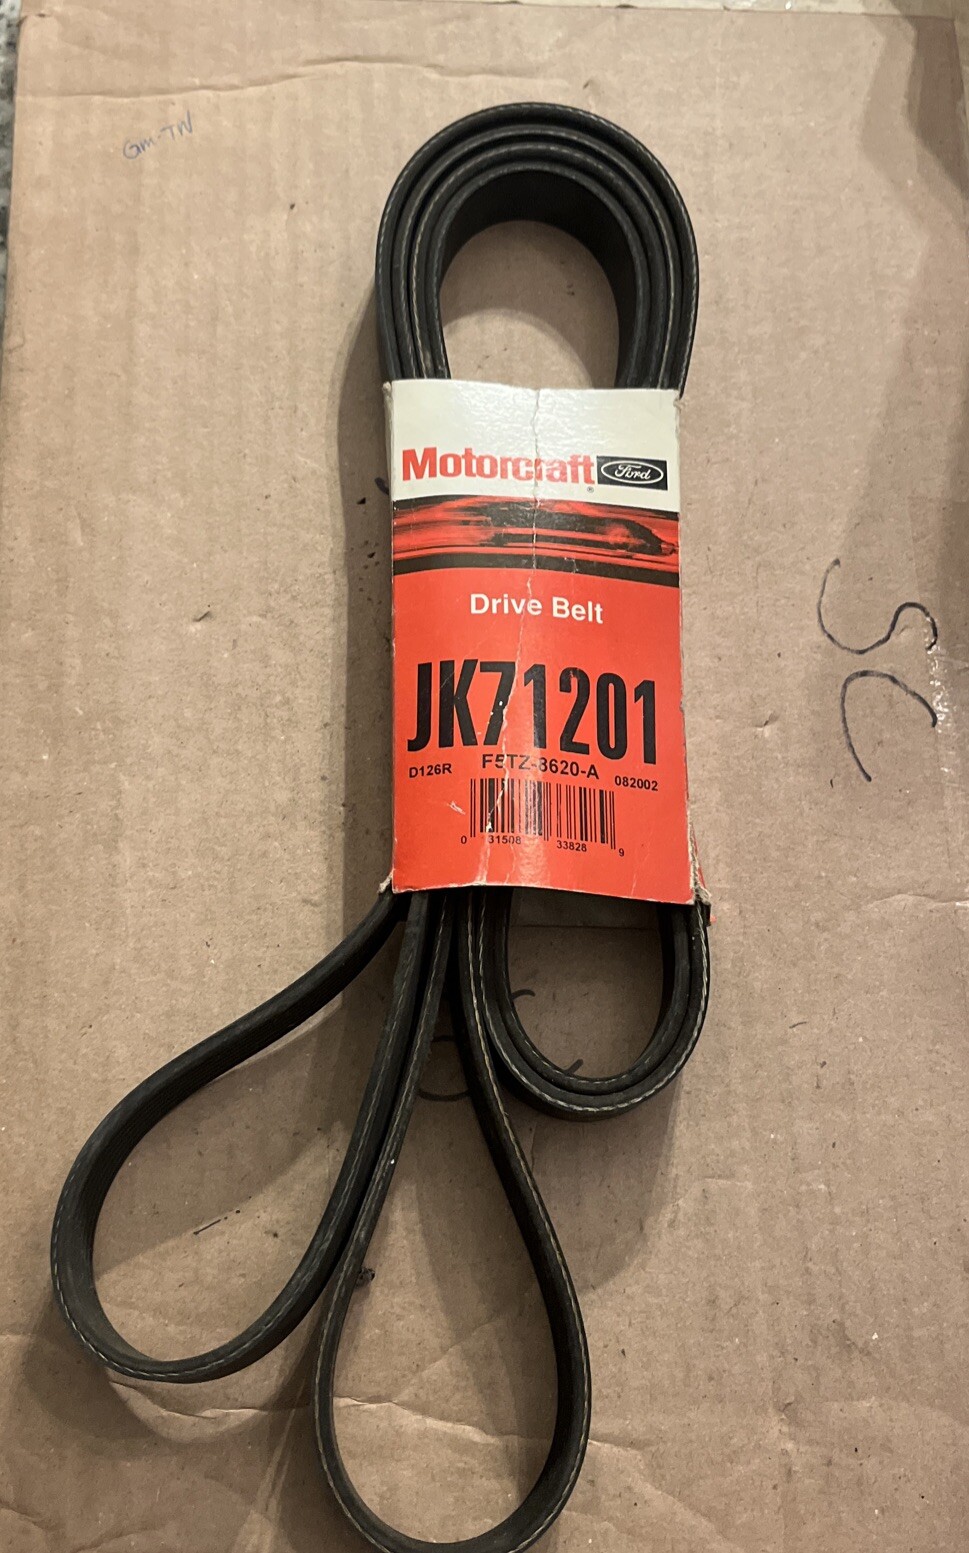 Gm-TW
Motorcraft Ford
®
Drive Belt
JK71201
D126R F5TZ-8620-A 082002
0 31508 33828 9